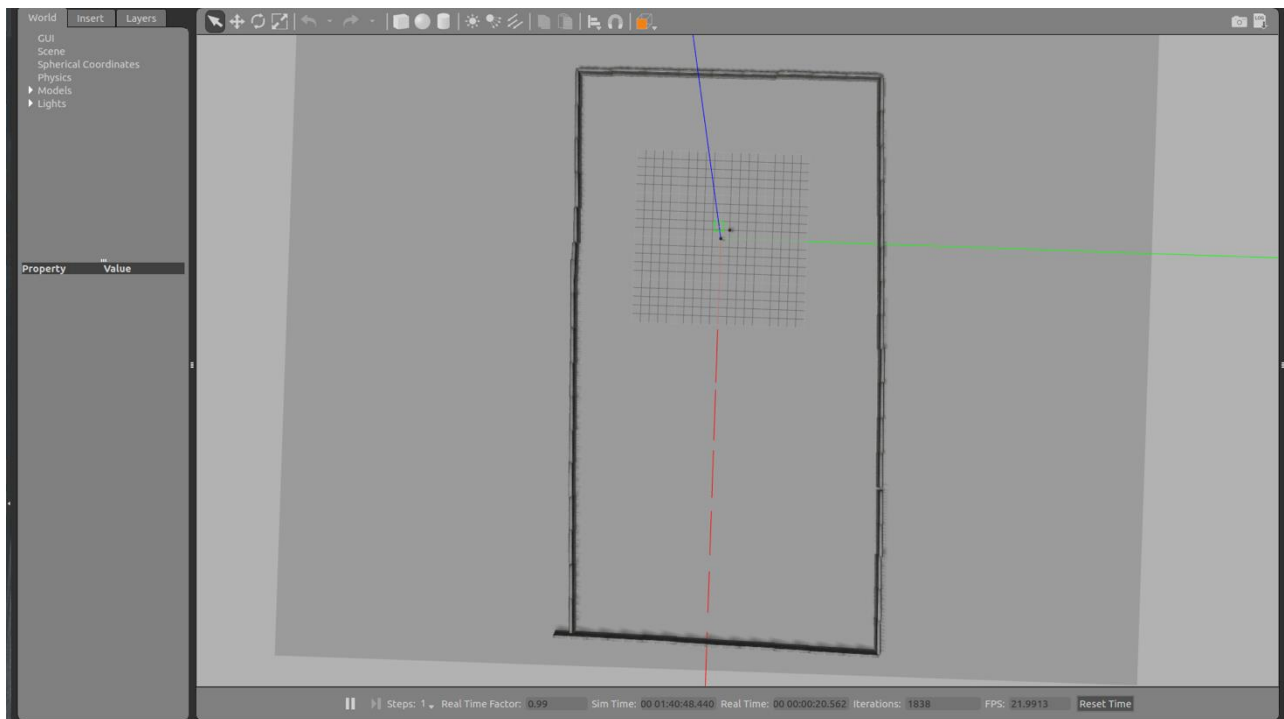 World Insert Layers
GUI
Scene
Spherical Coordinates
Physics
Models
Lights
Property Value
Steps: 1 Real Time Factor: 0.99 Sim Time: 00 01:40:48.440 Real Time: 00 00:00:20.562 Iterations: 1838 FPS: 21.9913 Reset Time